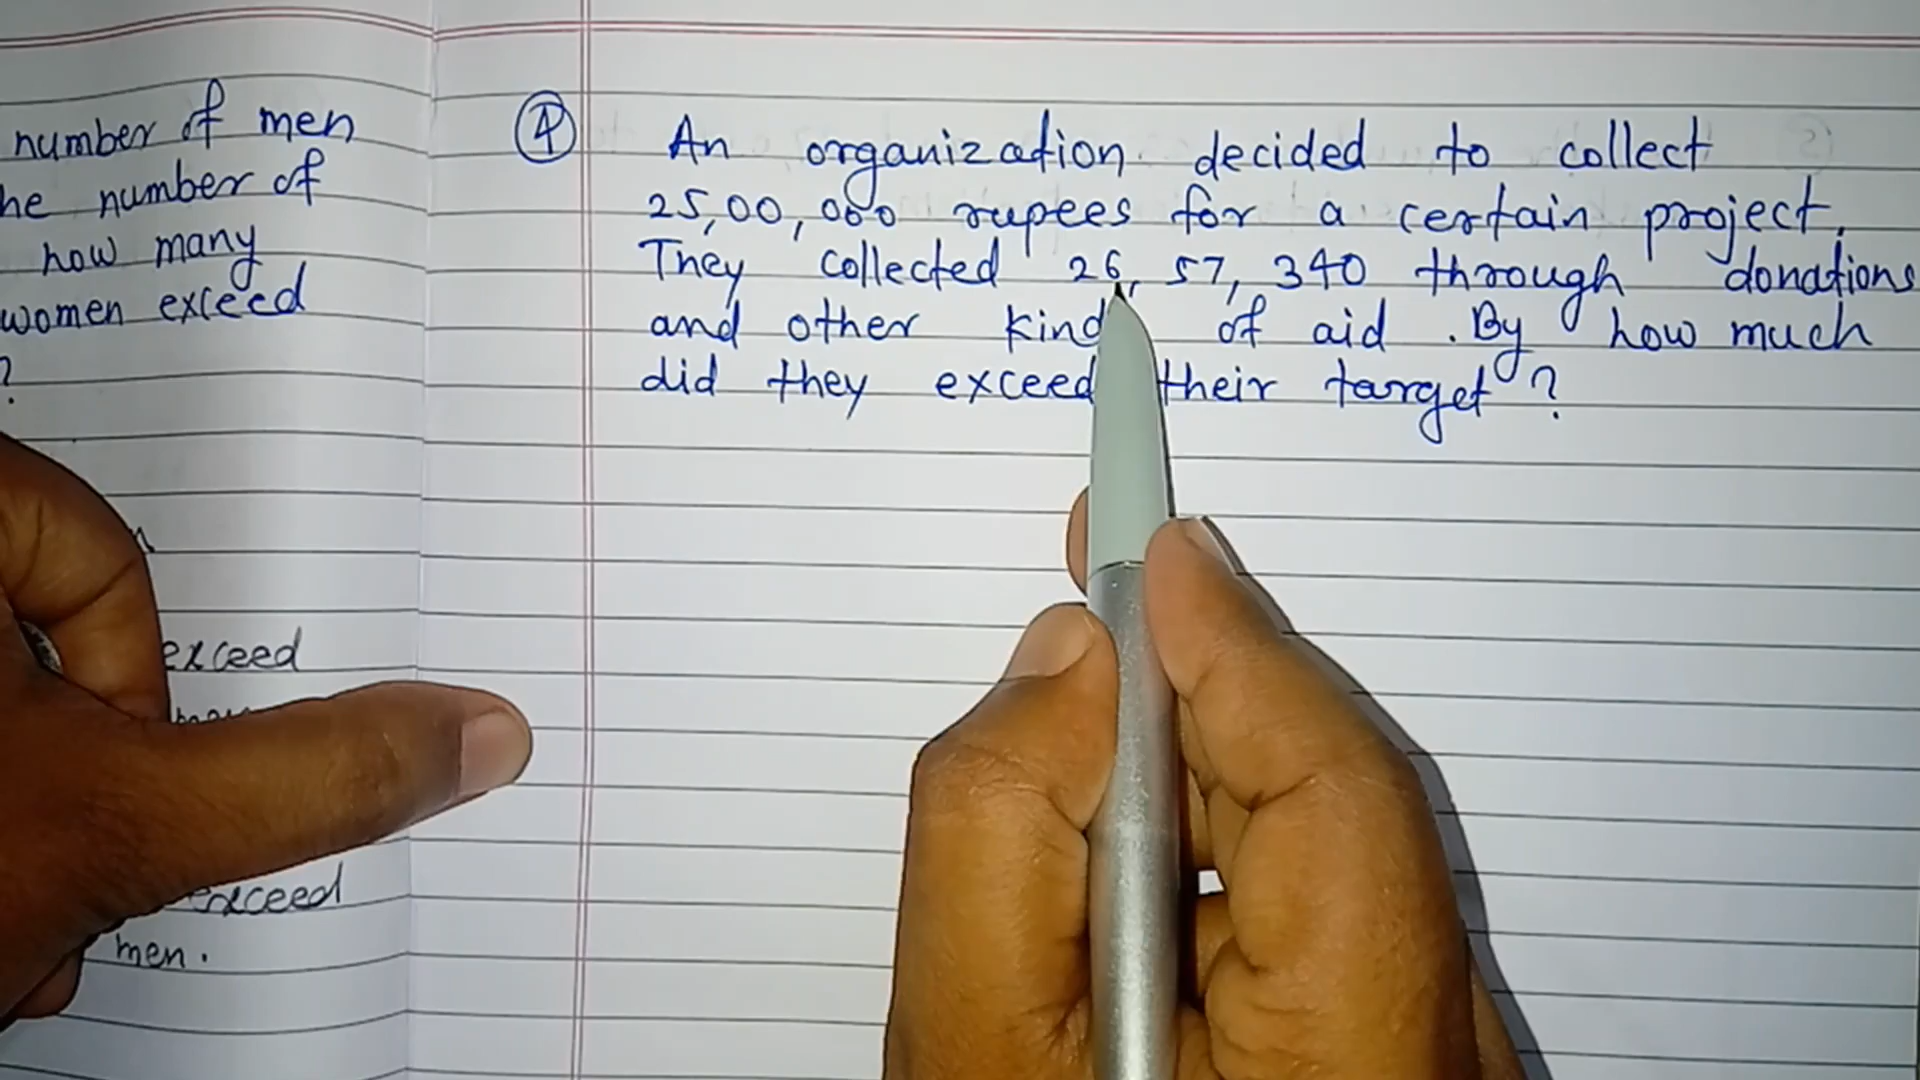 number of men
he number of
how many
women exceed
?
exceed
exceed
men.
4 An organization decided to collect
25,00,000 rupees for a certain project.
They collected 26,57,340 through donations
and other kind of aid. By how much
did they exceed their target?